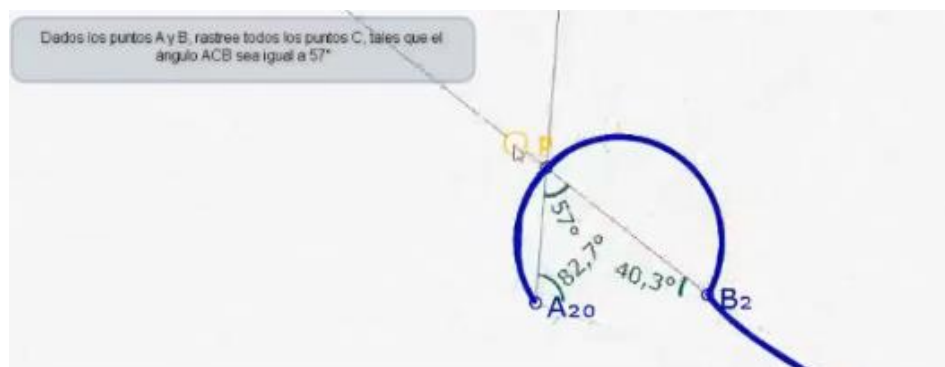 Dados los puntos A y B, rastree todos los puntos C, tales que el
ángulo ACB sea igual a 57°
P
57°
82,7°
40,3°
A20
B2